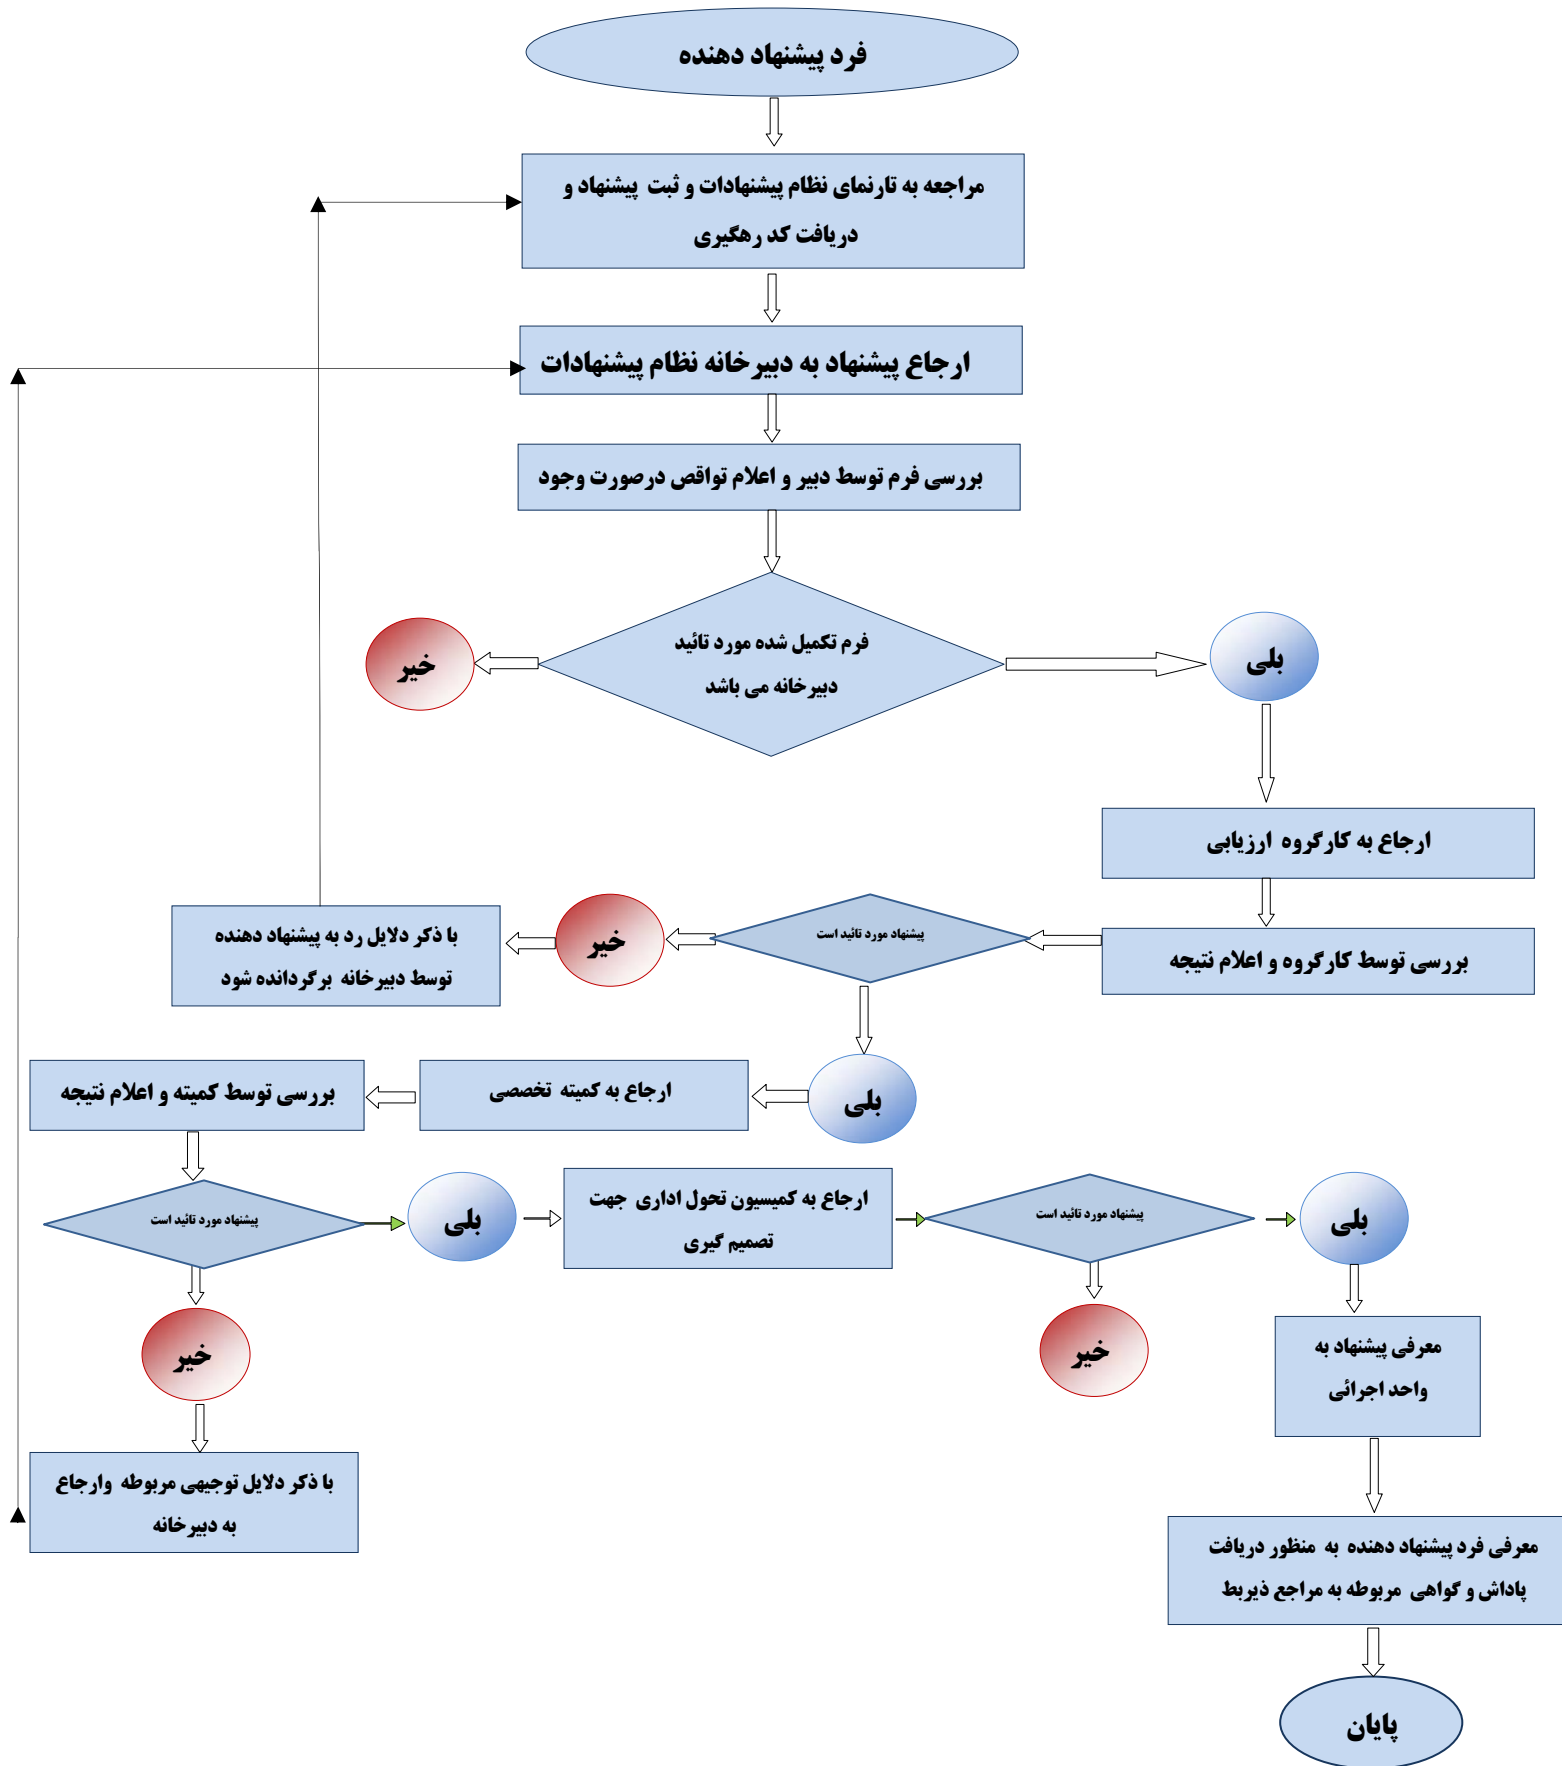 فرد پیشنهاد دهنده
مراجعه به تارنمای نظام پیشنهادات و ثبت پیشنهاد و
دریافت کد رهگیری
ارجاع پیشنهاد به دبیرخانه نظام پیشنهادات
بررسی فرم توسط دبیر و اعلام تواقص درصورت وجود
فرم تکمیل شده مورد تائید
دبیرخانه می باشد
خیر
بلی
ارجاع به کارگروه ارزیابی
بررسی توسط کارگروه و اعلام نتیجه
پیشنهاد مورد تائید است
خیر
با ذکر دلایل رد به پیشنهاد دهنده
توسط دبیرخانه برگردانده شود
بلی
ارجاع به کمیته تخصصی
بررسی توسط کمیته و اعلام نتیجه
پیشنهاد مورد تائید است
بلی
ارجاع به کمیسیون تحول اداری جهت
تصمیم گیری
پیشنهاد مورد تائید است
بلی
خیر
خیر
معرفی پیشنهاد به
واحد اجرائی
با ذکر دلایل توجیهی مربوطه وارجاع
به دبیرخانه
معرفی فرد پیشنهاد دهنده به منظور دریافت
پاداش و گواهی مربوطه به مراجع ذیربط
پایان